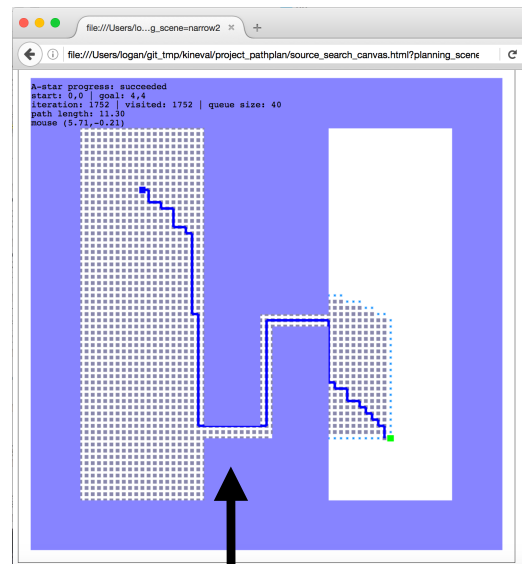 file:///Users/lo...g_scene=narrow2
file:///Users/logan/git_tmp/kineval/project_pathplan/source_search_canvas.html?planning_scene
A-star progress: succeeded
start: 0,0 | goal: 4,4
iteration: 1752 | visited: 1752 | queue size: 40
path length: 11.30
mouse (5.71,-0.21)